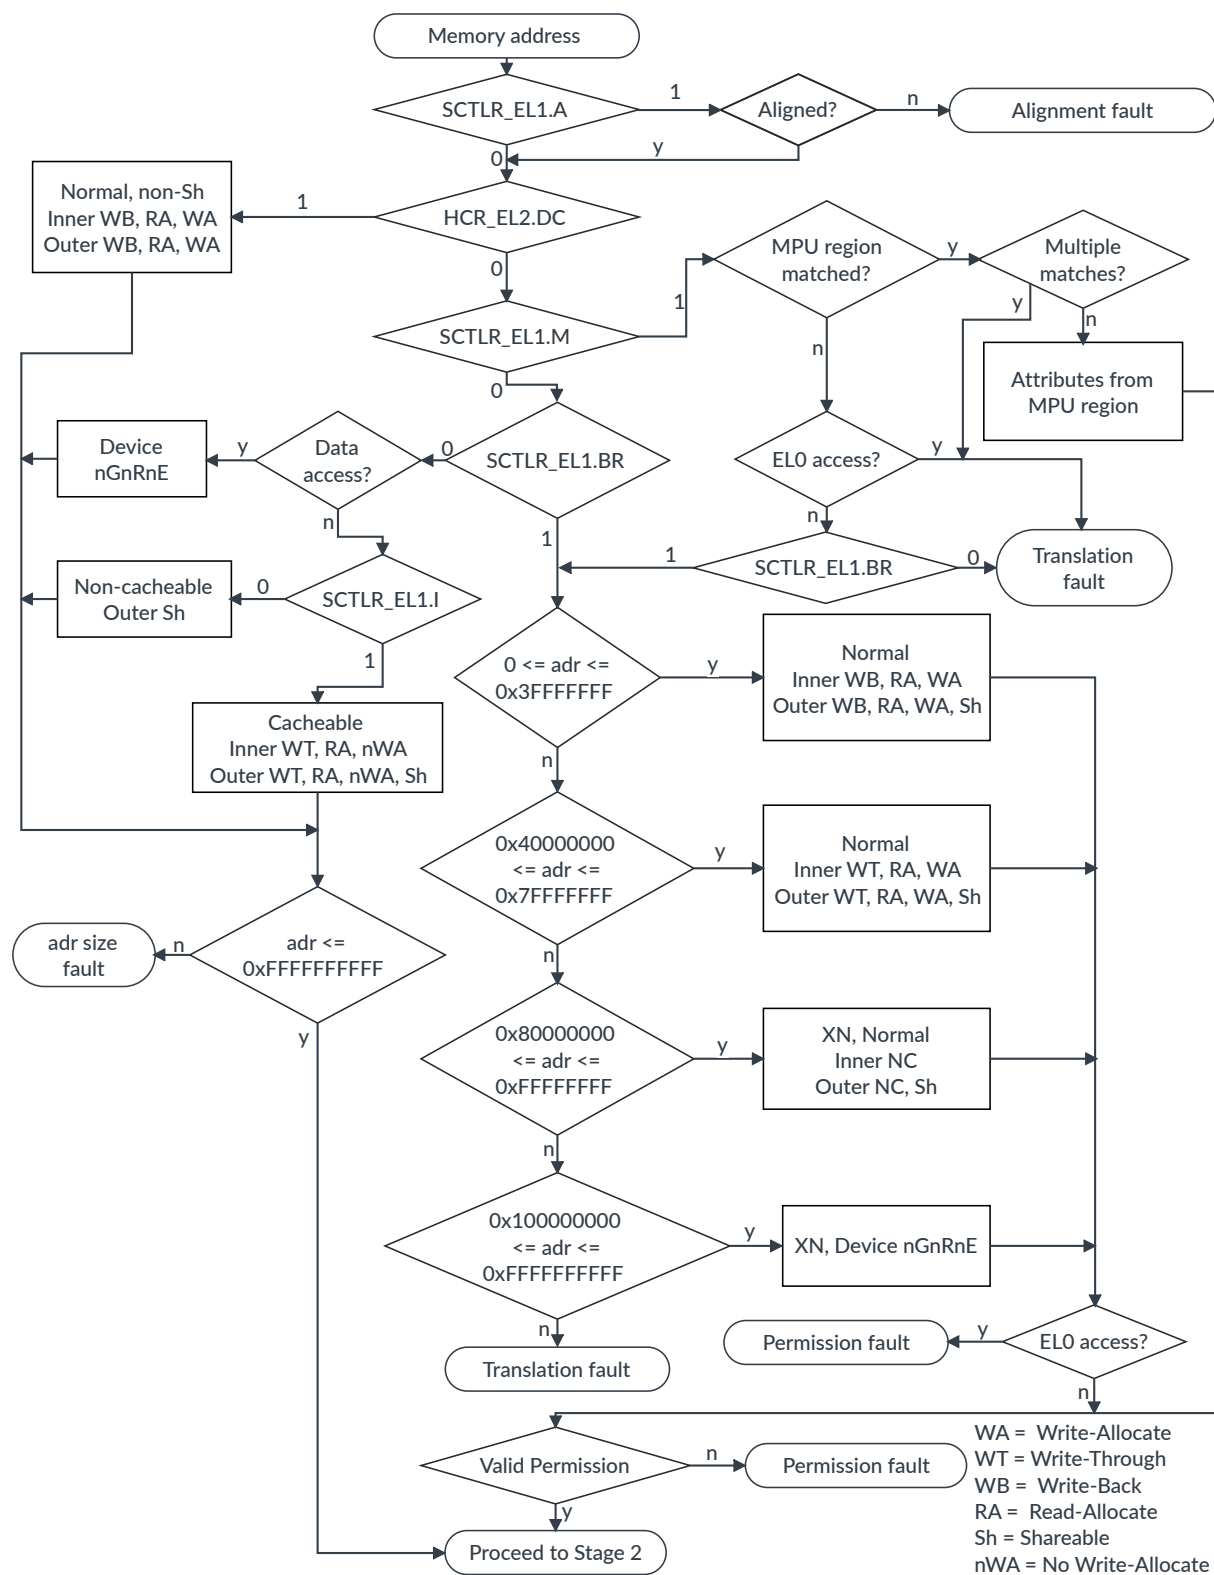 Memory address
SCTLR_EL1.A
1
Aligned?
n
Alignment fault
y
0
Normal, non-Sh
Inner WB, RA, WA
Outer WB, RA, WA
1
HCR_EL2.DC
0
MPU region
matched?
y
Multiple
matches?
y
n
1
SCTLR_EL1.M
0
n
Attributes from
MPU region
Device
nGnRnE
y
Data
access?
0
SCTLR_EL1.BR
EL0 access?
y
n
n
1
1
SCTLR_EL1.BR
0
Translation
fault
Non-cacheable
Outer Sh
0
SCTLR_EL1.I
1
0 <= adr <=
0x3FFFFFFF
y
Normal
Inner WB, RA, WA
Outer WB, RA, WA, Sh
Cacheable
Inner WT, RA, nWA
Outer WT, RA, nWA, Sh
n
0x40000000
<= adr <=
0x7FFFFFFF
y
Normal
Inner WT, RA, WA
Outer WT, RA, WA, Sh
adr size
fault
n
adr <=
0xFFFFFFFFFF
n
y
0x80000000
<= adr <=
0xFFFFFFFF
y
XN, Normal
Inner NC
Outer NC, Sh
n
0x100000000
<= adr <=
0xFFFFFFFFFF
y
XN, Device nGnRnE
n
Translation fault
Permission fault
y
EL0 access?
n
Valid Permission
n
Permission fault
y
Proceed to Stage 2
WA = Write-Allocate
WT = Write-Through
WB = Write-Back
RA = Read-Allocate
Sh = Shareable
nWA = No Write-Allocate